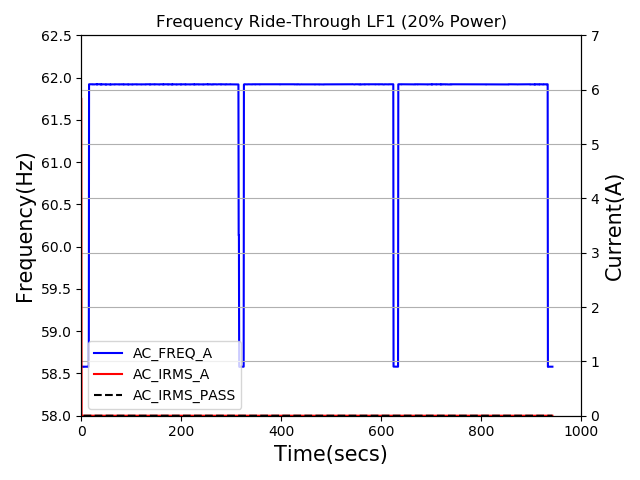 Frequency Ride-Through LF1 (20% Power)
62.5
62.0
61.5
61.0
60.5
60.0
59.5
59.0
58.5
58.0
Frequency(Hz)
7
6
5
4
3
2
1
0
Current(A)
AC_FREQ_A
AC_IRMS_A
AC_IRMS_PASS
0 200 400 600 800 1000
Time(secs)